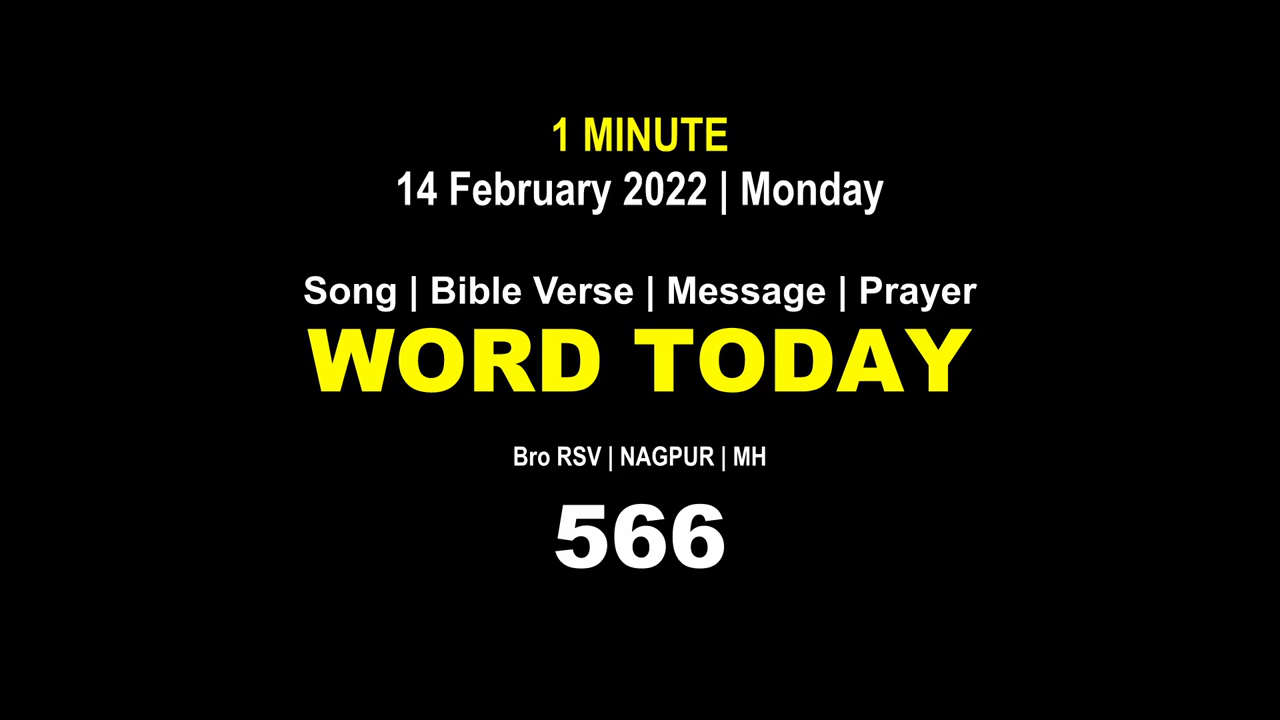 1 MINUTE
14 February 2022 | Monday
Song | Bible Verse | Message | Prayer
WORD TODAY
Bro RSV | NAGPUR | MH
566